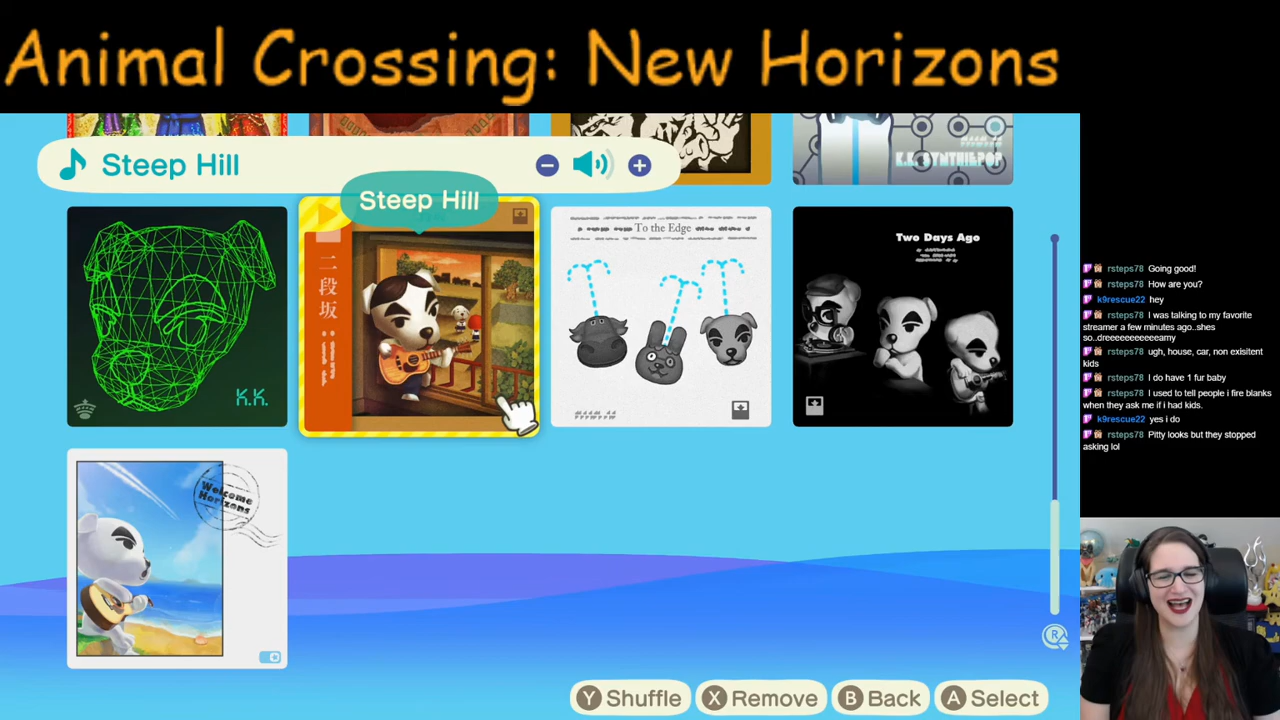 Animal Crossing: New Horizons
K.K. SYNTHPOP
Steep Hill
Steep Hill
二段坂
K.K.
To the Edge
Two Days Ago
Welcome
Horizons
R
Y Shuffle
X Remove
B Back
A Select
rsteps78 Going good!
rsteps78 How are you?
k9rescue22 hey
rsteps78 I was talking to my favorite
streamer a few minutes ago..shes
so..dreeeeeeeeeeeamy
rsteps78 ugh, house, car, non exisitent
kids
rsteps78 I do have 1 fur baby
rsteps78 I used to tell people i fire blanks
when they ask me if i had kids.
k9rescue22 yes i do
rsteps78 Pitty looks but they stopped
asking lol